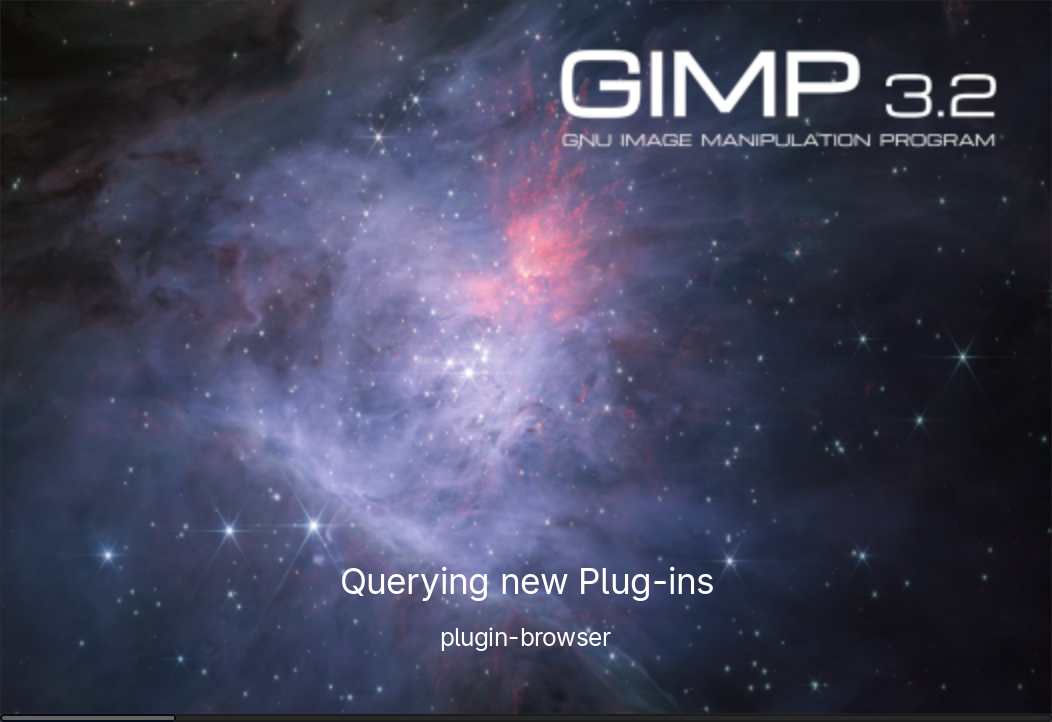 GIMP 3.2
GNU IMAGE MANIPULATION PROGRAM
Querying new Plug-ins
plugin-browser